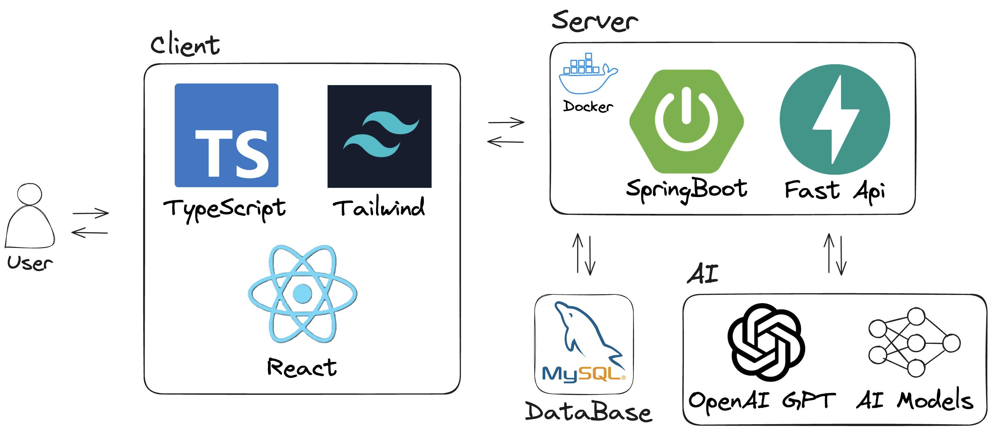 Server
Client
Docker
TS
SpringBoot
Fast Api
TypeScript
Tailwind
User
AI
React
MySQL®
DataBase
OpenAI GPT
AI Models